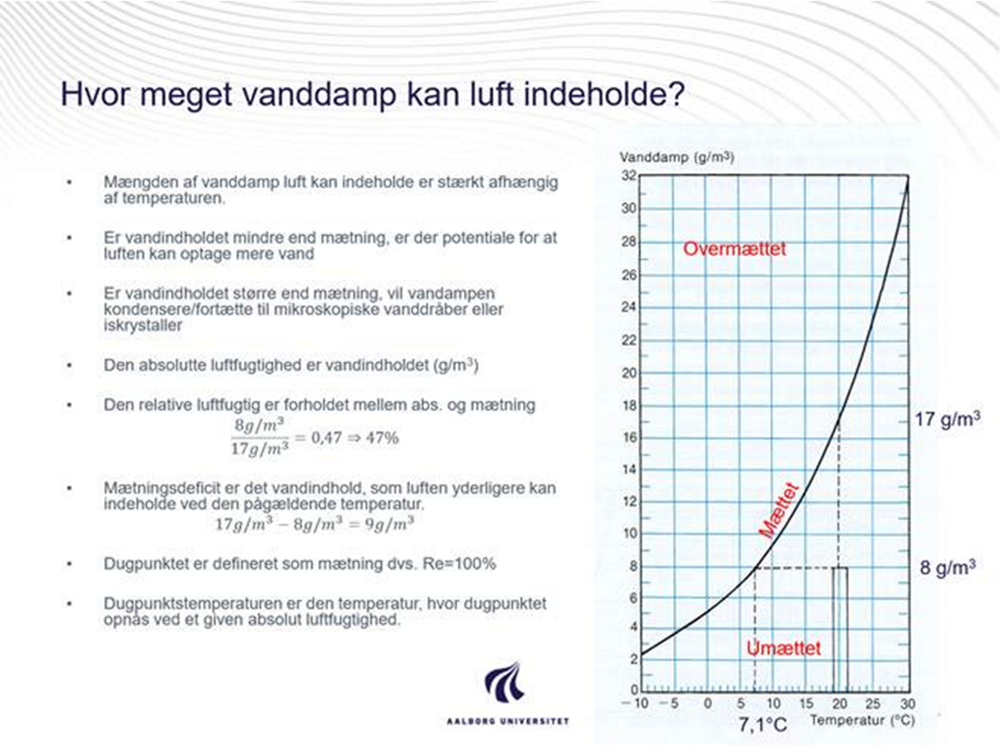 Hvor meget vanddamp kan luft indeholde?
• Mængden af vanddamp luft kan indeholde er stærkt afhængig
af temperaturen.
• Er vandindholdet mindre end mætning, er der potentiale for at
luften kan optage mere vand
• Er vandindholdet større end mætning, vil vandampen
kondensere/fortætte til mikroskopiske vanddråber eller
iskrystaller
• Den absolutte luftfugtighed er vandindholdet (g/m³)
• Den relative luftfugtig er forholdet mellem abs. og mætning
8g/m³
17g/m³
= 0,47 ⇒ 47%
• Mætningsdeficit er det vandindhold, som luften yderligere kan
indeholde ved den pågældende temperatur.
17g/m³ − 8g/m³ = 9g/m³
• Dugpunktet er defineret som mætning dvs. Re=100%
• Dugpunktstemperaturen er den temperatur, hvor dugpunktet
opnås ved et given absolut luftfugtighed.
AALBORG UNIVERSITET
Vanddamp (g/m³)
32
30
28
26
24
22
20
18
16
14
12
10
8
6
4
2
0
Overmættet
Mættet
Umættet
17 g/m³
8 g/m³
−10 −5 0 5 10 15 20 25 30
7,1°C
Temperatur (°C)